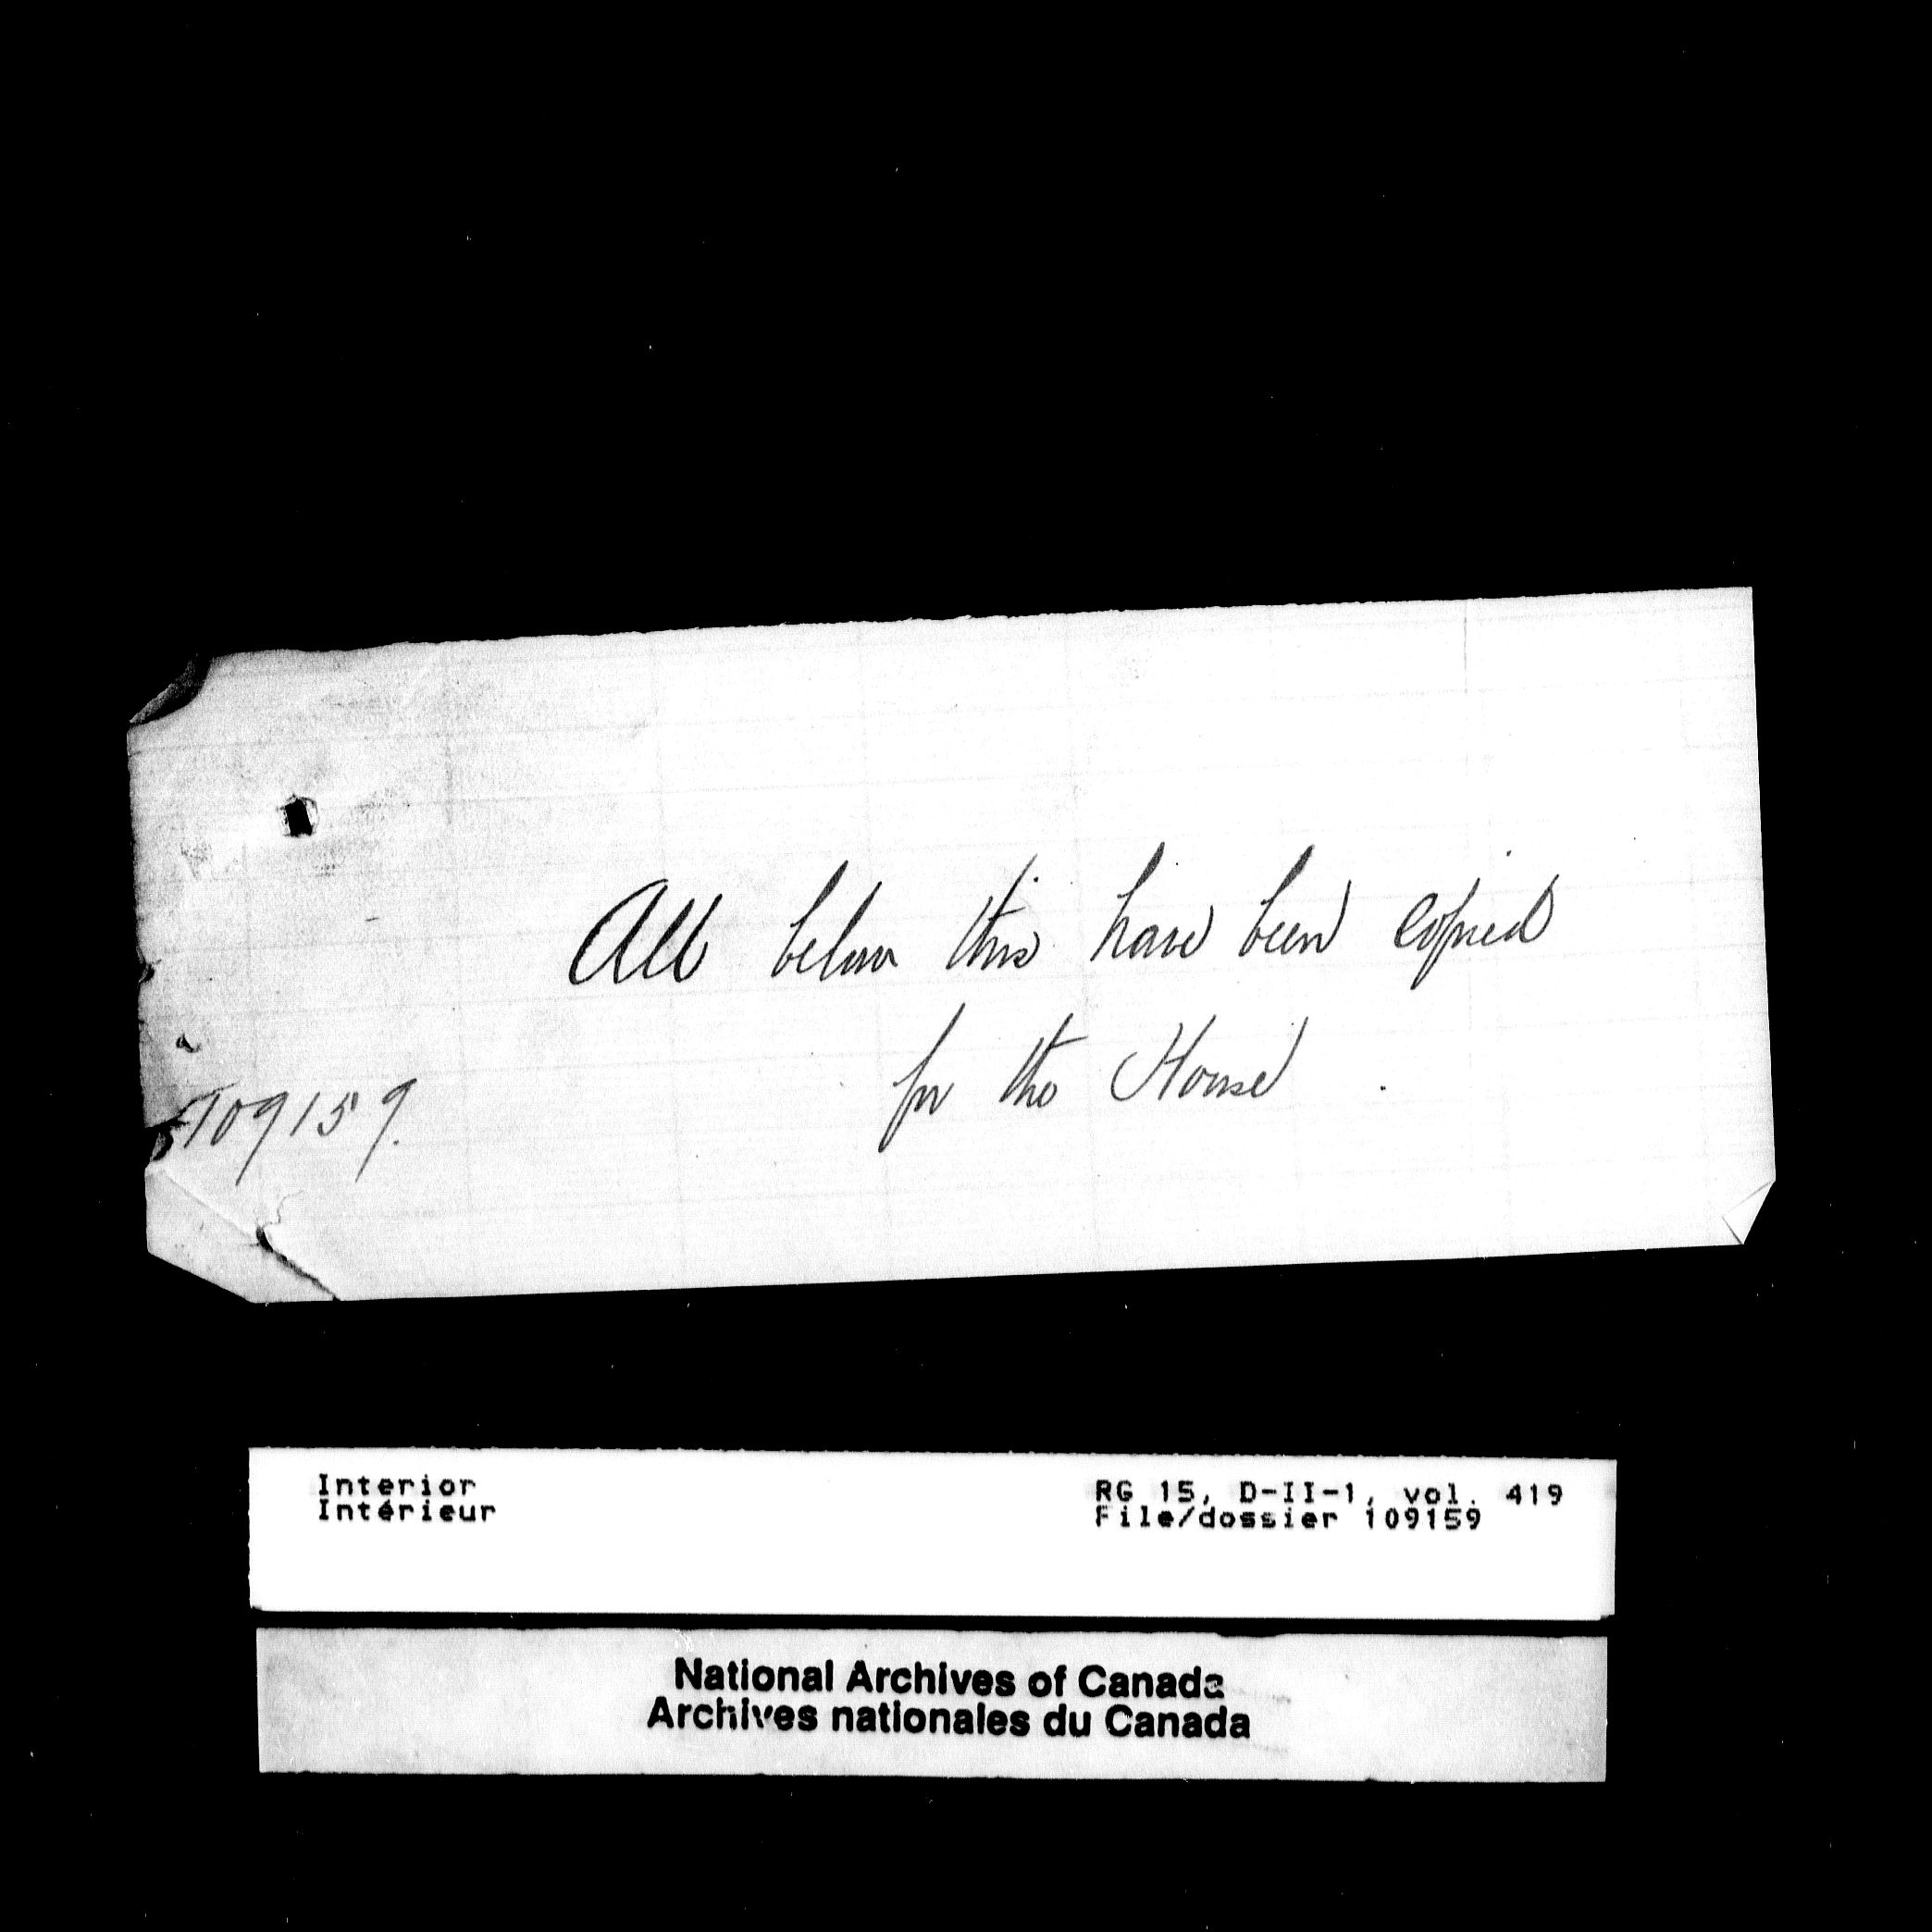 All below this have been copied
for the House
109159.
Interior
Intérieur
RG 15, D-II-1, vol. 419
File/dossier 109159
National Archives of Canada
Archives nationales du Canada